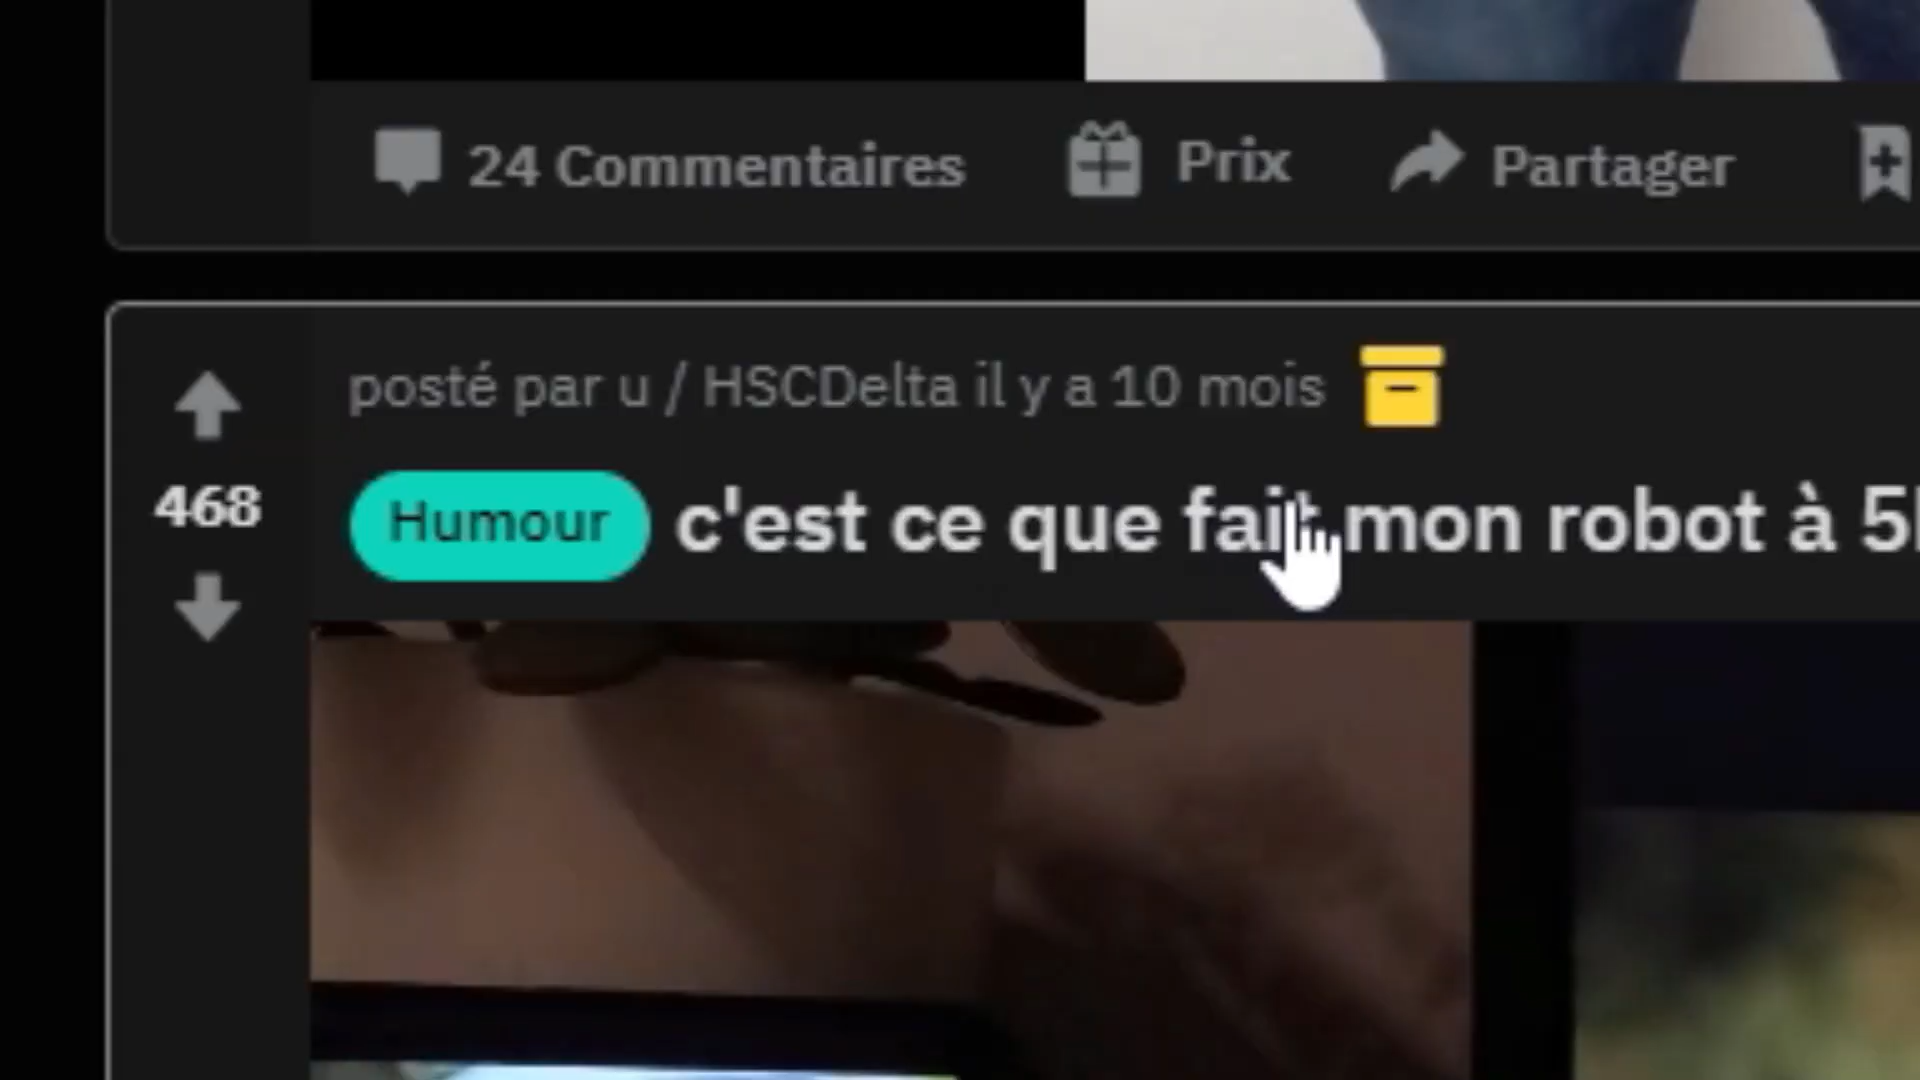 24 Commentaires Prix Partager
posté par u / HSCDelta il y a 10 mois
468
Humour c'est ce que fait mon robot à 5